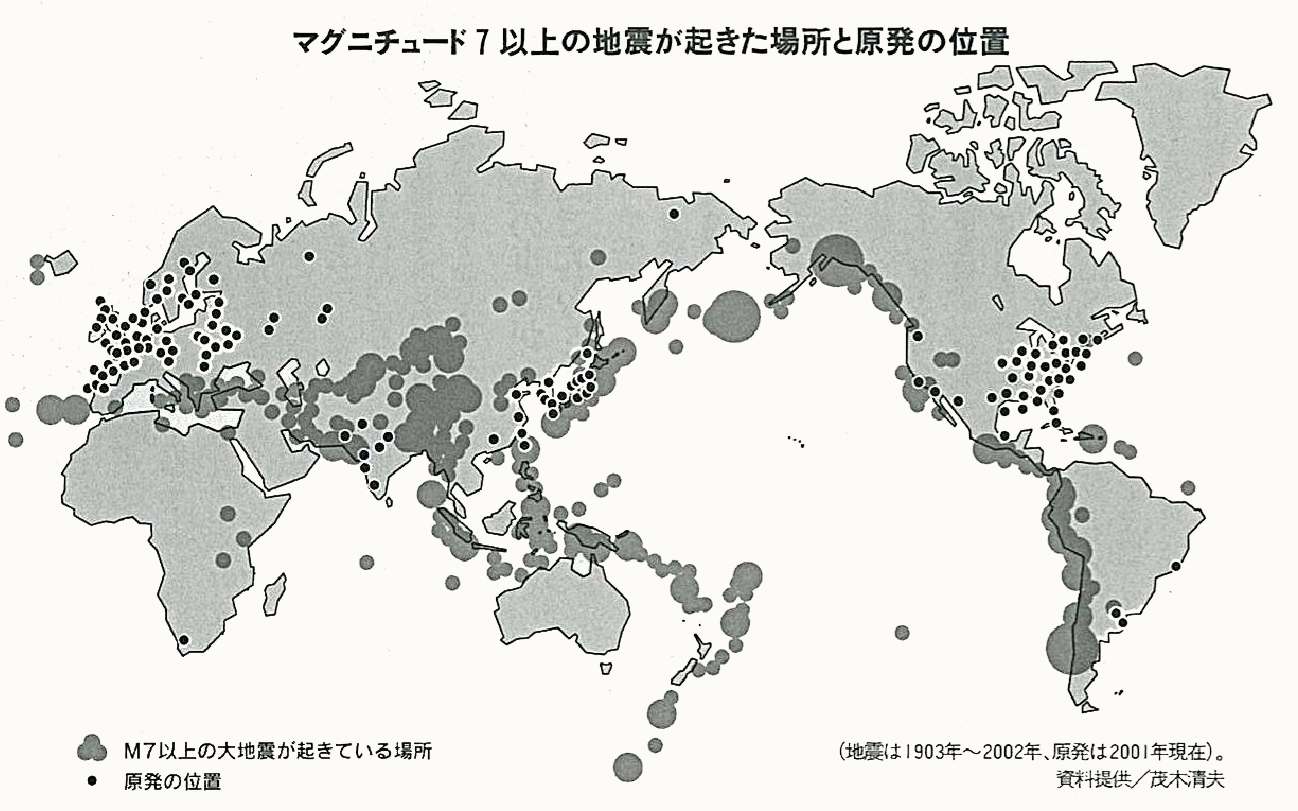 マグニチュード7以上の地震が起きた場所と原発の位置
M7以上の大地震が起きている場所
原発の位置
(地震は1903年〜2002年、原発は2001年現在)。
資料提供／茂木清夫